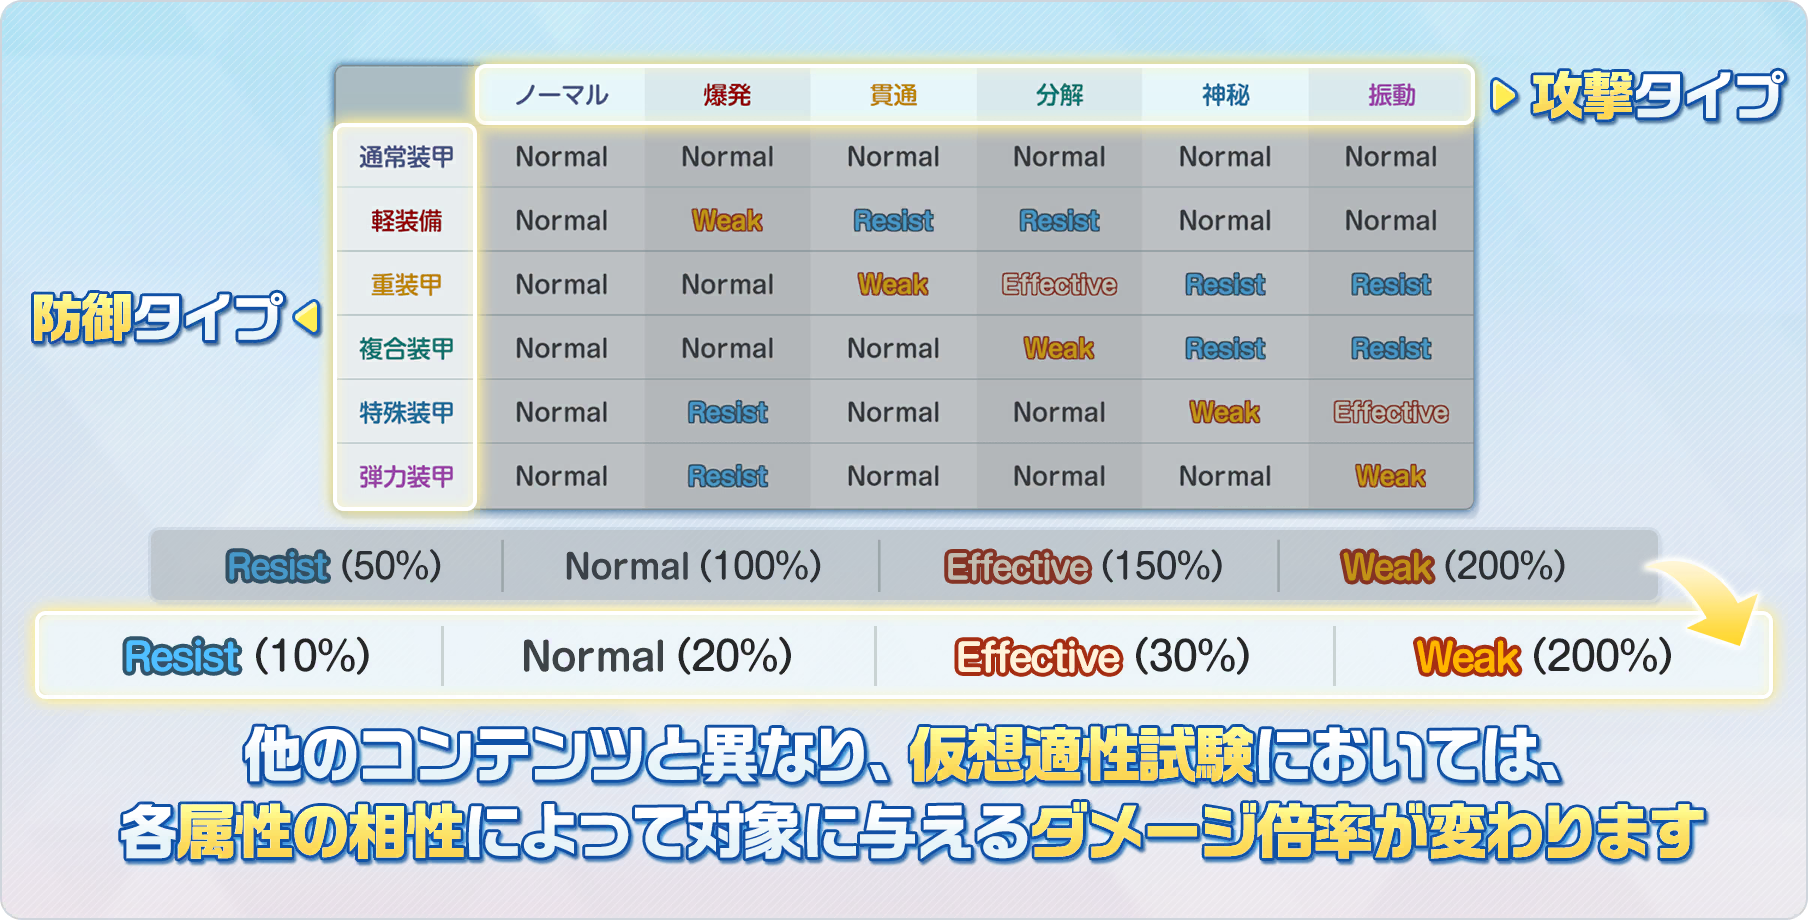 ノーマル 爆発 貫通 分解 神秘 振動
攻撃タイプ
通常装甲 Normal Normal Normal Normal Normal Normal
軽装備 Normal Weak Resist Resist Normal Normal
重装甲 Normal Normal Weak Effective Resist Resist
防御タイプ
複合装甲 Normal Normal Normal Weak Resist Resist
特殊装甲 Normal Resist Normal Normal Weak Effective
弾力装甲 Normal Resist Normal Normal Normal Weak
Resist (50%) Normal (100%) Effective (150%) Weak (200%)
Resist (10%) Normal (20%) Effective (30%) Weak (200%)
他のコンテンツと異なり、仮想適性試験においては、
各属性の相性によって対象に与えるダメージ倍率が変わります